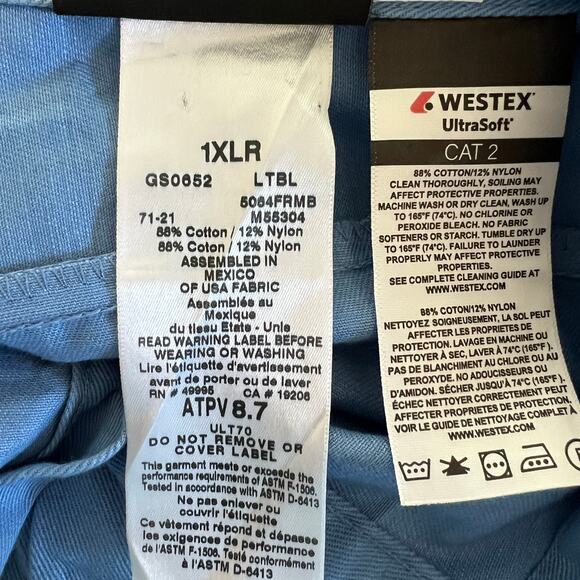 1XLR
GS0652 LTBL
5064FRMB
71-21 M55304
88% Cotton / 12% Nylon
88% Coton / 12% Nylon
ASSEMBLED IN
MEXICO
OF USA FABRIC
Assemblée au
Mexique
du tissu Etats - Unie
READ WARNING LABEL BEFORE
WEARING OR WASHING
Lire l'étiquette d'avertissement
avant de porter ou de laver
RN # 49995 CA # 19206
ATPV 8.7
ULT70
DO NOT REMOVE OR
COVER LABEL
This garment meets or exceeds the
performance requirements of ASTM F-1506.
Tested in accordance with ASTM D-6413
Ne pas enlever ou
couvrir l'étiquette
Ce vêtement répond et dépasse
les exigences de performance
de l'ASTM F-1506. Testé conformément
à l'ASTM D-6413
WESTEX®
UltraSoft®
CAT 2
88% COTTON/12% NYLON
CLEAN THOROUGHLY, SOILING MAY
AFFECT PROTECTIVE PROPERTIES.
MACHINE WASH OR DRY CLEAN, WASH UP
TO 165°F (74°C). NO CHLORINE OR
PEROXIDE BLEACH. NO FABRIC
SOFTENERS OR STARCH. TUMBLE DRY UP
TO 165°F (74°C). FAILURE TO LAUNDER
PROPERLY MAY AFFECT PROTECTIVE
PROPERTIES.
SEE COMPLETE CLEANING GUIDE AT
WWW.WESTEX.COM
88% COTON/12% NYLON
NETTOYEZ SOIGNEUSEMENT, LA SOIL PEUT
AFFECTER LES PROPRIETES DE
PROTECTION. LAVAGE EN MACHINE OU
NETTOYER À SEC, LAVER À 74°C (165°F ).
PAS DE BLANCHIMENT AU CHLORE OU AU
PEROXYDE. NO ADOUCISSANTS OU
D'AMIDON. SÉCHER JUSQU'À 74°C (165°F).
ÉCHEC NETTOYER CORRECTEMENT PEUT
AFFECTER PROPRIETES DE PROTECTION.
VOIR LE GUIDE DE NETTOYAGE COMPLET À
WWW.WESTEX.COM